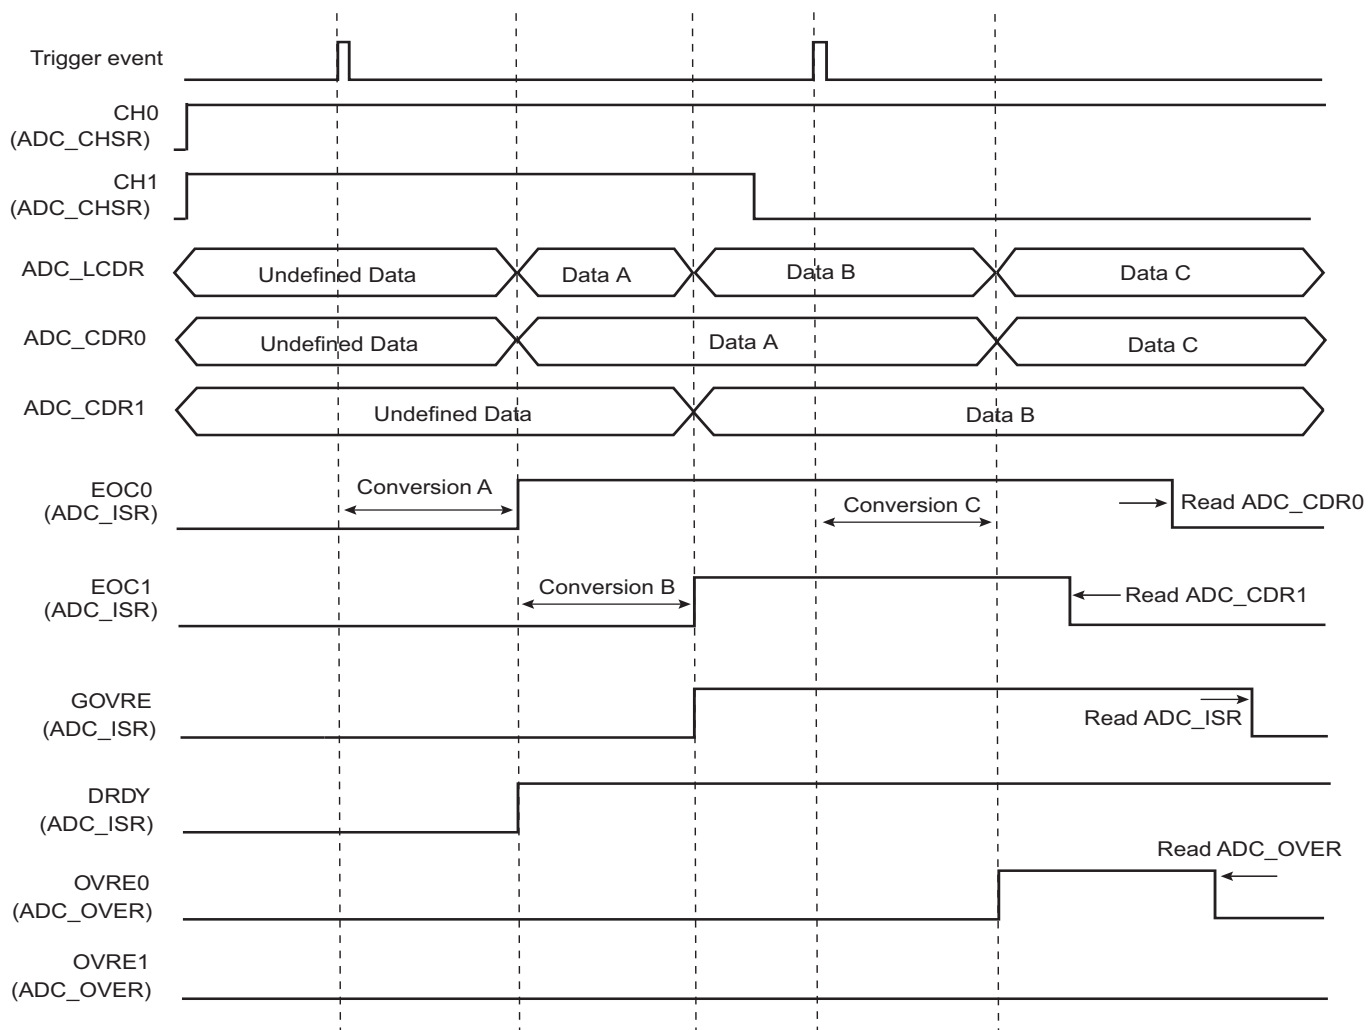 Trigger event
CH0
(ADC_CHSR)
CH1
(ADC_CHSR)
ADC_LCDR
Undefined Data
Data A
Data B
Data C
ADC_CDR0
Undefined Data
Data A
Data C
ADC_CDR1
Undefined Data
Data B
EOC0
(ADC_ISR)
Conversion A
Conversion C
Read ADC_CDR0
EOC1
(ADC_ISR)
Conversion B
Read ADC_CDR1
GOVRE
(ADC_ISR)
Read ADC_ISR
DRDY
(ADC_ISR)
Read ADC_OVER
OVRE0
(ADC_OVER)
OVRE1
(ADC_OVER)